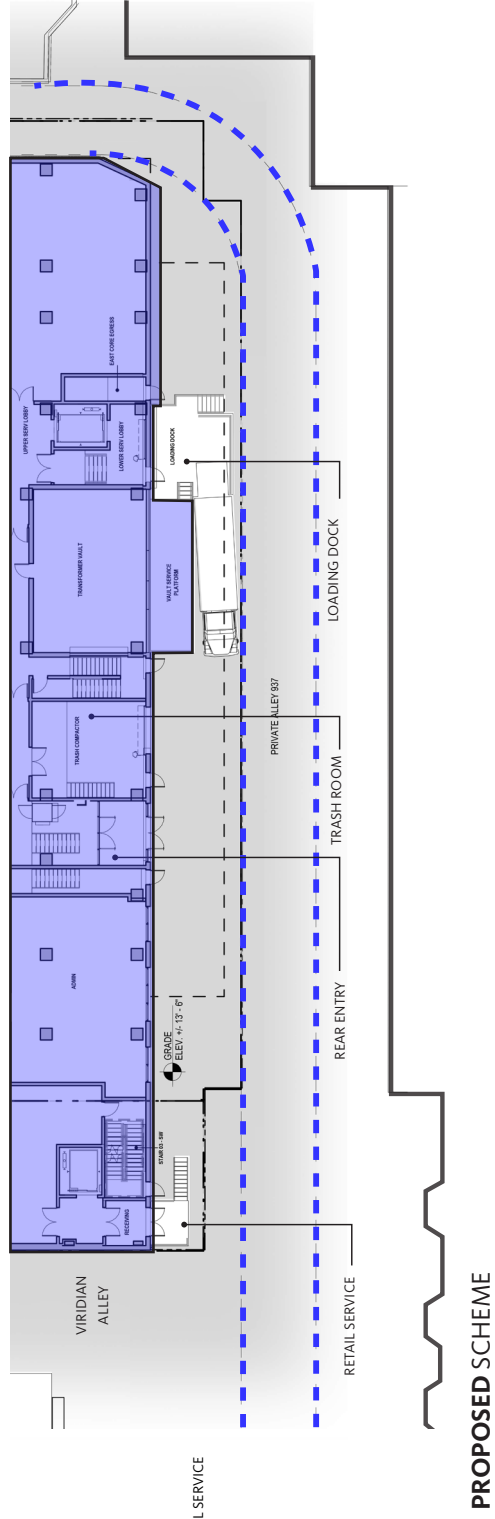 EAST CORE EGRESS
UPPER SERV LOBBY
LOWER SERV LOBBY
LOADING DOCK
TRANSFORMER VAULT
VAULT SERVICE
PLATFORM
LOADING DOCK
PRIVATE ALLEY 937
TRASH COMPACTOR
TRASH ROOM
REAR ENTRY
ADMIN
GRADE
ELEV. +/- 13' - 6"
STAIR 03 - SW
RECEIVING
VIRIDIAN
ALLEY
RETAIL SERVICE
L SERVICE
PROPOSED SCHEME